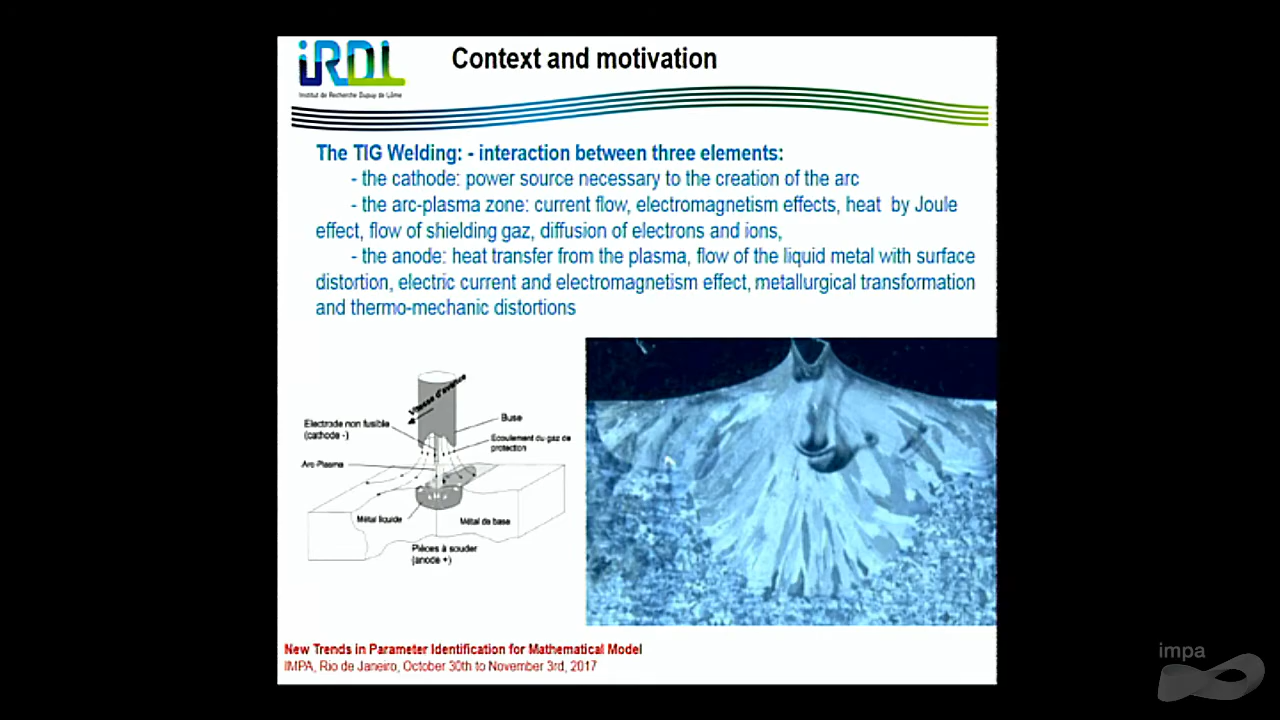 iRDL
Institut de Recherche Dupuy de Lôme
Context and motivation
The TIG Welding: - interaction between three elements:
- the cathode: power source necessary to the creation of the arc
- the arc-plasma zone: current flow, electromagnetism effects, heat by Joule
effect, flow of shielding gaz, diffusion of electrons and ions,
- the anode: heat transfer from the plasma, flow of the liquid metal with surface
distortion, electric current and electromagnetism effect, metallurgical transformation
and thermo-mechanic distortions
Vitesse d'avance
Electrode non fusible
(cathode -)
Buse
Ecoulement du gaz de
protection
Arc-Plasma
Métal liquide
Métal de base
Pièces à souder
(anode +)
New Trends in Parameter Identification for Mathematical Model
IMPA, Rio de Janeiro, October 30th to November 3rd, 2017
impa